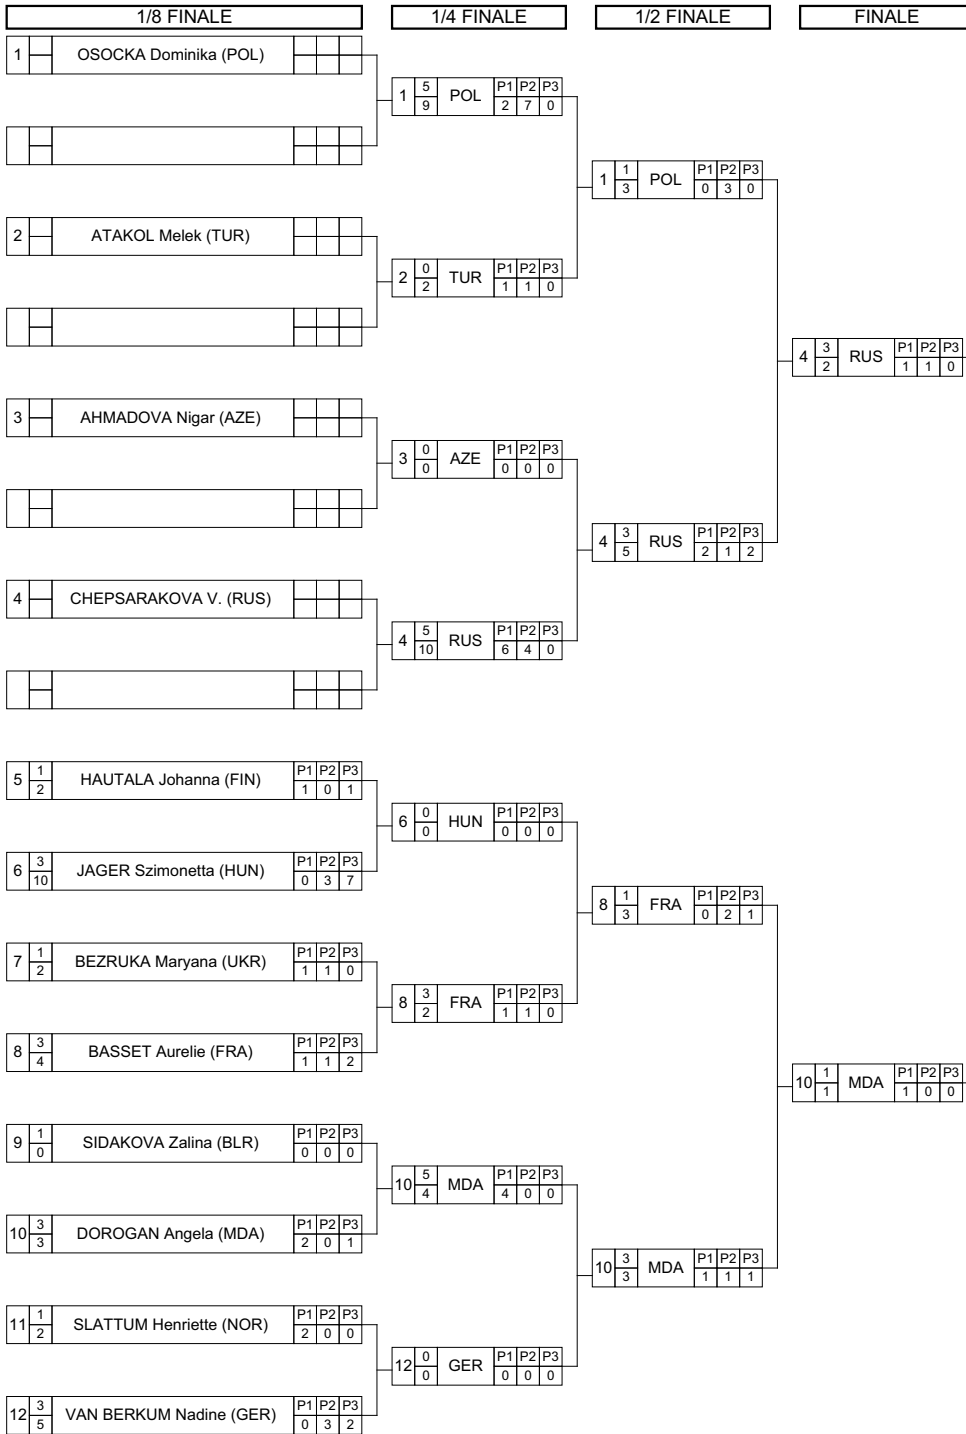 1/8 FINALE 1/4 FINALE 1/2 FINALE FINALE
1 OSOCKA Dominika (POL)
5 P1 P2 P3
1 POL
9 2 7 0
1 P1 P2 P3
1 POL
3 0 3 0
2 ATAKOL Melek (TUR)
0 P1 P2 P3
2 TUR
2 1 1 0
3 P1 P2 P3
4 RUS
2 1 1 0
3 AHMADOVA Nigar (AZE)
0 P1 P2 P3
3 AZE
0 0 0 0
3 P1 P2 P3
4 RUS
5 2 1 2
4 CHEPSARAKOVA V. (RUS)
5 P1 P2 P3
4 RUS
10 6 4 0
1 P1 P2 P3
5 HAUTALA Johanna (FIN)
2 1 0 1
0 P1 P2 P3
6 HUN
0 0 0 0
3 P1 P2 P3
6 JAGER Szimonetta (HUN)
10 0 3 7
1 P1 P2 P3
8 FRA
3 0 2 1
1 P1 P2 P3
7 BEZRUKA Maryana (UKR)
2 1 1 0
3 P1 P2 P3
8 FRA
2 1 1 0
3 P1 P2 P3
8 BASSET Aurelie (FRA)
4 1 1 2
1 P1 P2 P3
10 MDA
1 1 0 0
1 P1 P2 P3
9 SIDAKOVA Zalina (BLR)
0 0 0 0
5 P1 P2 P3
10 MDA
4 4 0 0
3 P1 P2 P3
10 DOROGAN Angela (MDA)
3 2 0 1
3 P1 P2 P3
10 MDA
3 1 1 1
1 P1 P2 P3
11 SLATTUM Henriette (NOR)
2 2 0 0
0 P1 P2 P3
12 GER
0 0 0 0
3 P1 P2 P3
12 VAN BERKUM Nadine (GER)
5 0 3 2